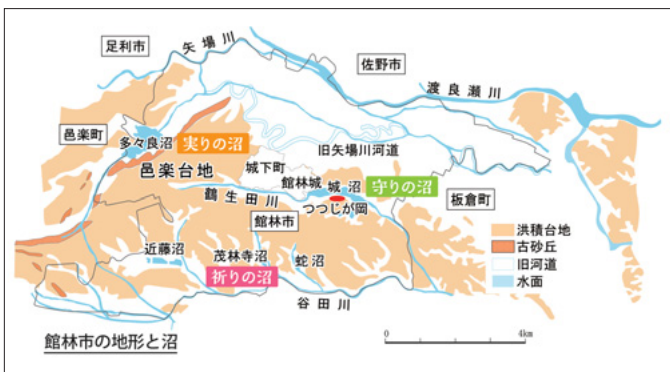 足利市
矢場川
佐野市
渡良瀬川
邑楽町
多々良沼
実りの沼
旧矢場川河道
邑楽台地
城下町
館林城
城沼
守りの沼
鶴生田川
つつじが岡
板倉町
館林市
近藤沼
茂林寺沼
蛇沼
祈りの沼
谷田川
洪積台地
古砂丘
旧河道
水面
0
4km
館林市の地形と沼